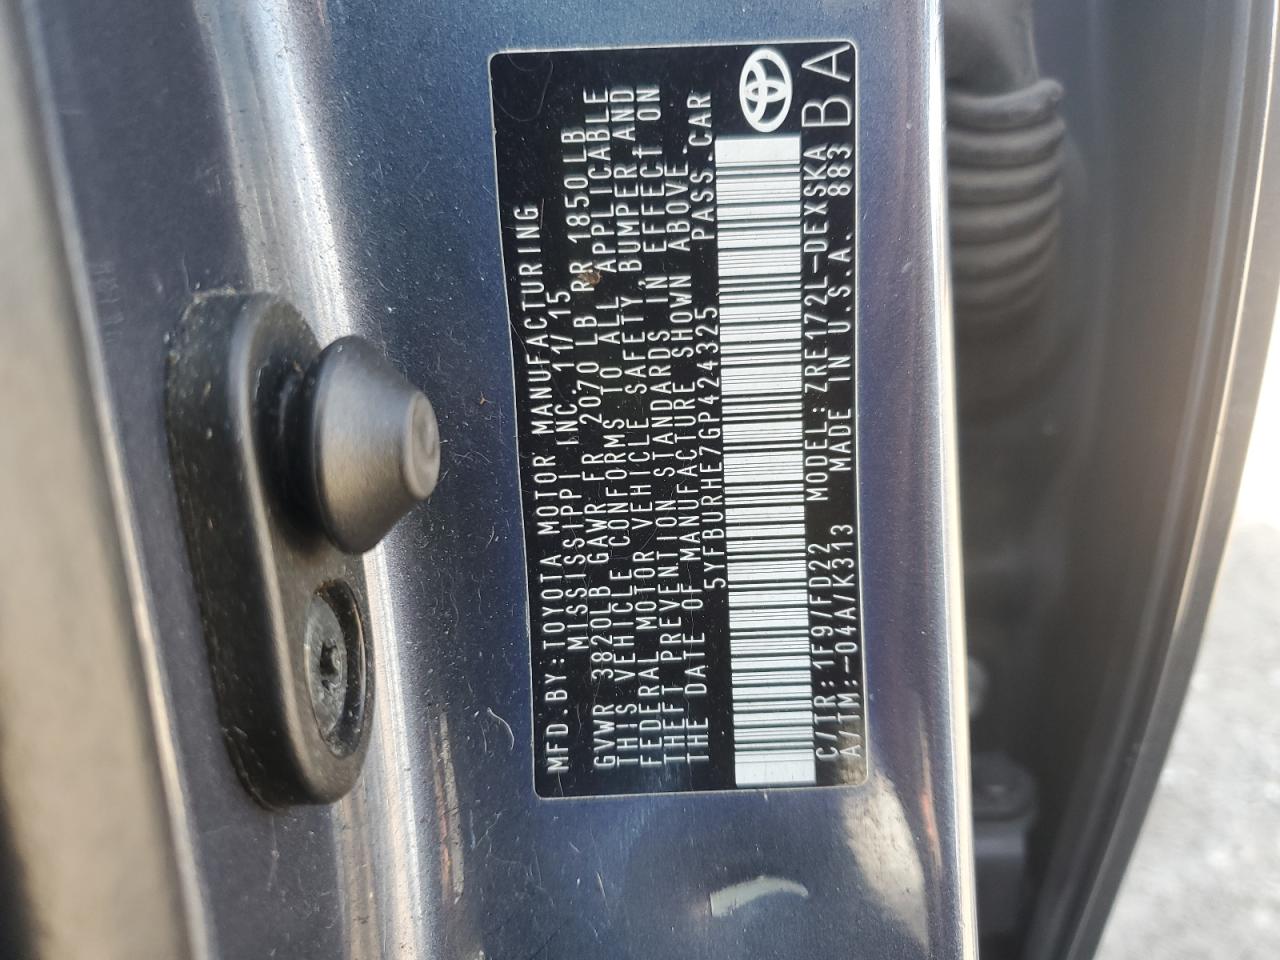 MFD.BY:TOYOTA MOTOR MANUFACTURING
MISSISSIPPI INC. 11/15
GVWR 3820LB GAWR FR 2070 LB RR 1850LB
THIS VEHICLE CONFORMS TO ALL APPLICABLE
FEDERAL MOTOR VEHICLE SAFETY, BUMPER AND
THEFT PREVENTION STANDARDS IN EFFECT ON
THE DATE OF MANUFACTURE SHOWN ABOVE.
5YFBURHE7GP424325 PASS.CAR
C/TR: 1F9/FD22 MODEL: ZRE172L-DEXSKA
A/TM:-04A/K313 MADE IN U.S.A. 883 BA